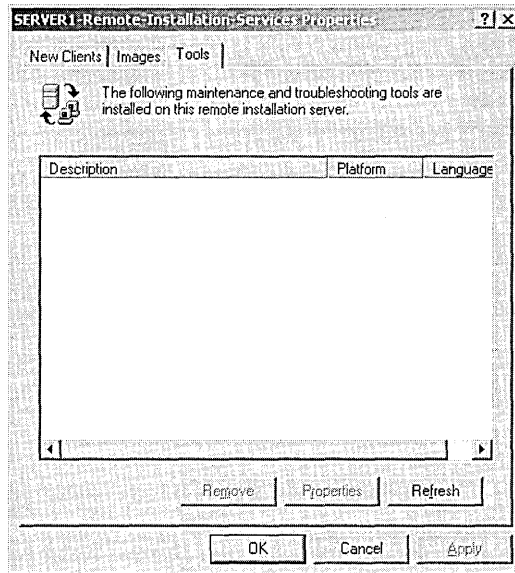 SERVER1-Remote-Installation-Services Properties ? X
New Clients Images Tools
The following maintenance and troubleshooting tools are
installed on this remote installation server.
Description Platform Language
Remove Properties Refresh
OK Cancel Apply